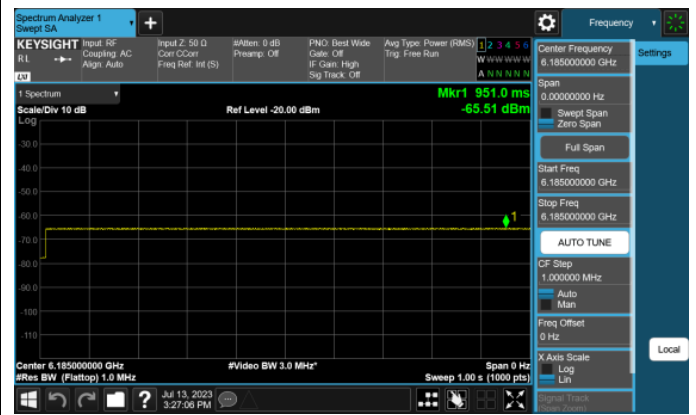 Spectrum Analyzer 1
Swept SA
Frequency
KEYSIGHT
RL
Input: RF
Coupling: AC
Align: Auto
Input Z: 50 Ω
Corr CCorr
Freq Ref: Int (S)
#Atten: 0 dB
Preamp: Off
PNO: Best Wide
Gate: Off
IF Gain: High
Sig Track: Off
Avg Type: Power (RMS)
Trig: Free Run
1 2 3 4 5 6
W W W W W W
A N N N N N
LXI
1 Spectrum
Scale/Div 10 dB
Log
Ref Level -20.00 dBm
Mkr1 951.0 ms
-65.51 dBm
-30.0
-40.0
-50.0
-60.0
-70.0
-80.0
-90.0
-100
-110
1
Center 6.185000000 GHz
#Res BW (Flattop) 1.0 MHz
#Video BW 3.0 MHz*
Span 0 Hz
Sweep 1.00 s (1000 pts)
Jul 13, 2023
3:27:06 PM
Center Frequency
6.185000000 GHz
Span
0.00000000 Hz
Swept Span
Zero Span
Full Span
Start Freq
6.185000000 GHz
Stop Freq
6.185000000 GHz
AUTO TUNE
CF Step
1.000000 MHz
Auto
Man
Freq Offset
0 Hz
X Axis Scale
Log
Lin
Signal Track
(Span Zoom)
Settings
Local